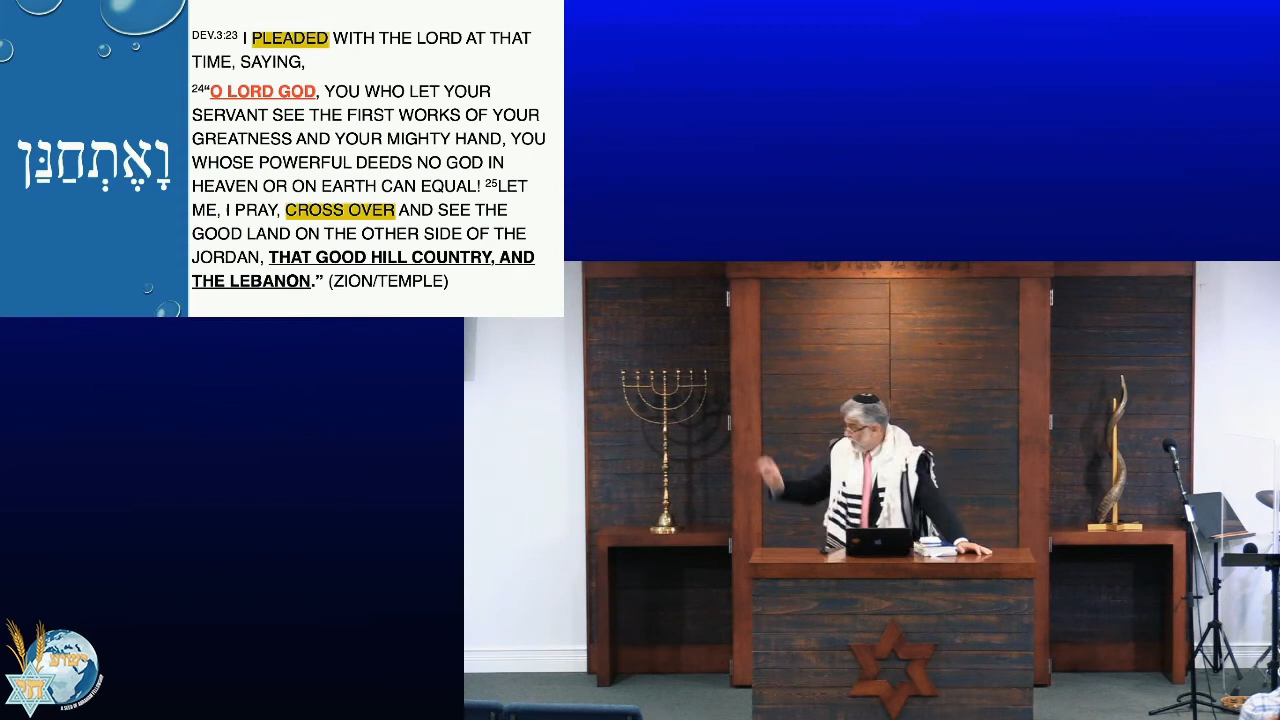 וָאֶתְחַנַּן
DEV.3:23 I PLEADED WITH THE LORD AT THAT
TIME, SAYING,
24“O LORD GOD, YOU WHO LET YOUR
SERVANT SEE THE FIRST WORKS OF YOUR
GREATNESS AND YOUR MIGHTY HAND, YOU
WHOSE POWERFUL DEEDS NO GOD IN
HEAVEN OR ON EARTH CAN EQUAL! 25LET
ME, I PRAY, CROSS OVER AND SEE THE
GOOD LAND ON THE OTHER SIDE OF THE
JORDAN, THAT GOOD HILL COUNTRY, AND
THE LEBANON.” (ZION/TEMPLE)
ישוע
חי